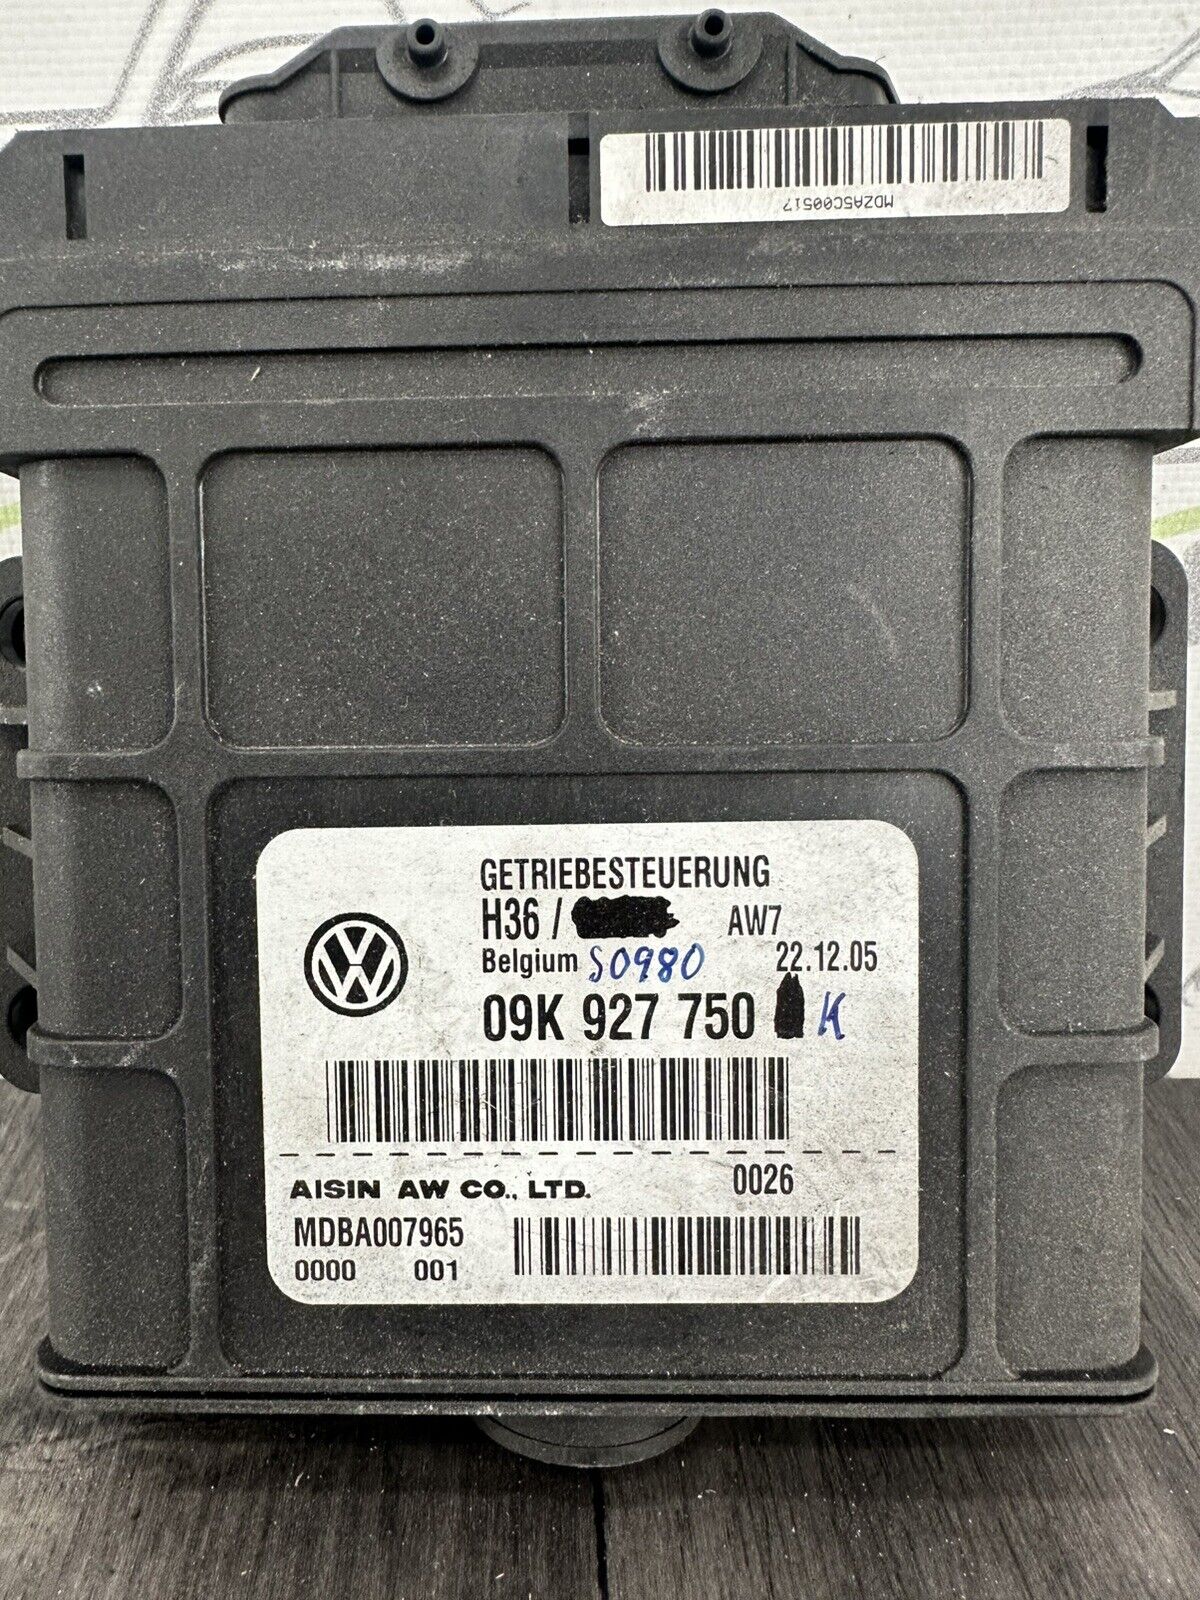 MDZA5C00517
GETRIEBESTEUERUNG
H36 / AW7
Belgium S0980 22.12.05
09K 927 750 K
0026
AISIN AW CO., LTD.
MDBA007965
0000 001